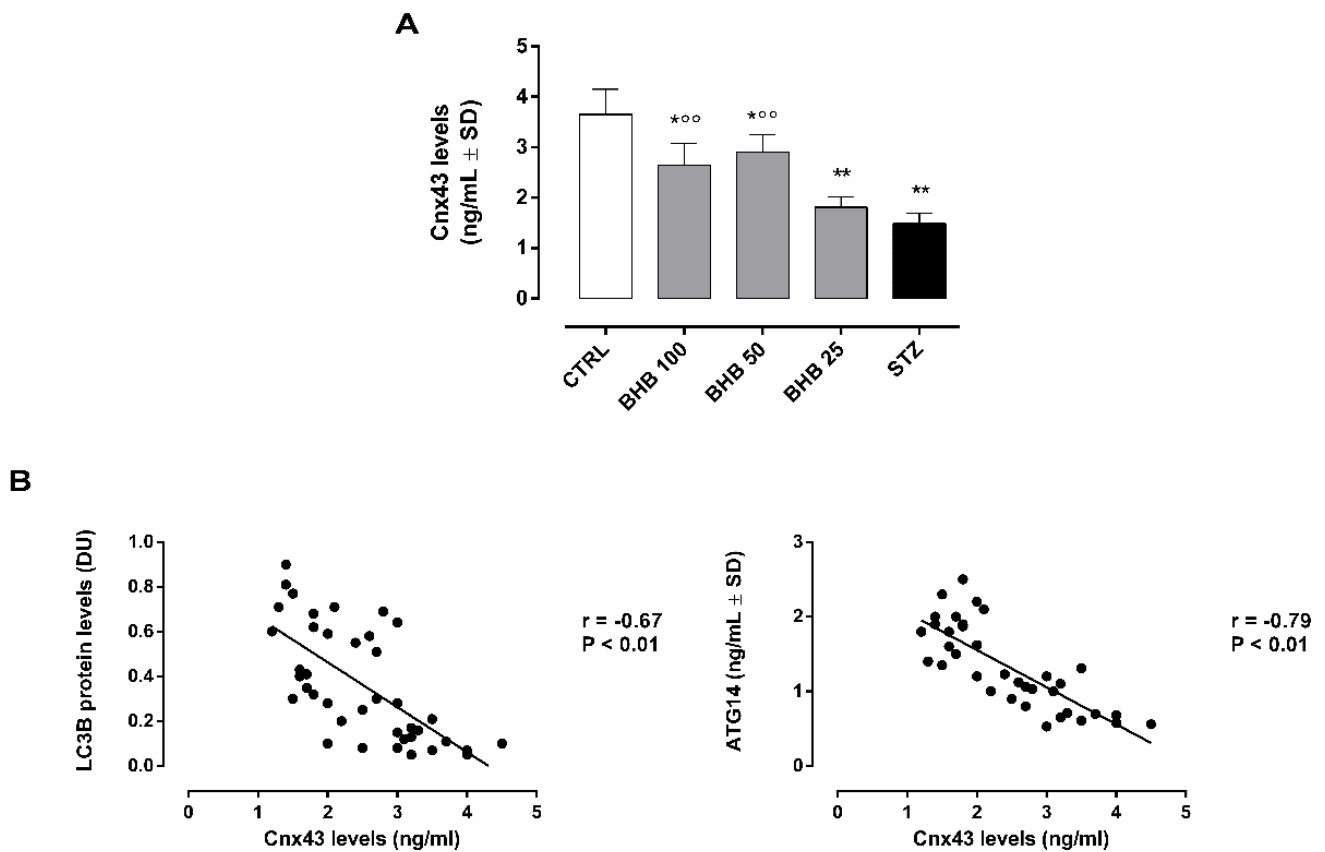 A
Cnx43 levels
(ng/mL ± SD)
5
4
3
2
1
0
*°°
*°°
**
**
CTRL
BHB 100
BHB 50
BHB 25
STZ
B
LC3B protein levels (DU)
1.0
0.8
0.6
0.4
0.2
0.0
r = -0.67
P < 0.01
0 1 2 3 4 5
Cnx43 levels (ng/ml)
ATG14 (ng/mL ± SD)
3
2
1
0
r = -0.79
P < 0.01
0 1 2 3 4 5
Cnx43 levels (ng/ml)